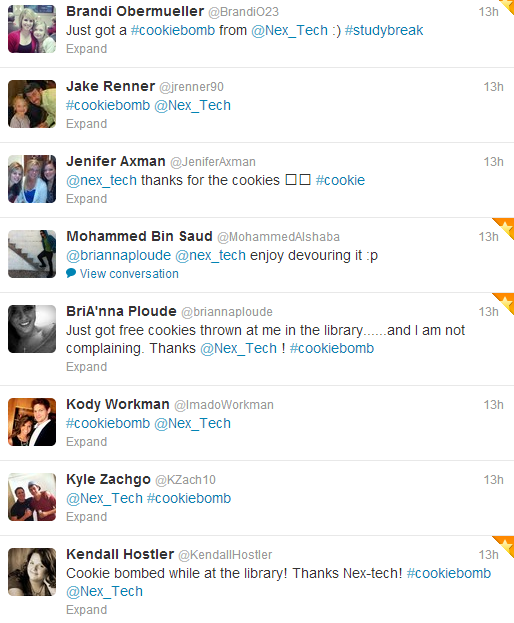 Brandi Obermueller @BrandiO23 13h
Just got a #cookiebomb from @Nex_Tech :) #studybreak
Expand
Jake Renner @jrenner90 13h
#cookiebomb @Nex_Tech
Expand
Jenifer Axman @JeniferAxman 13h
@nex_tech thanks for the cookies □□ #cookie
Expand
Mohammed Bin Saud @MohammedAlshaba 13h
@briannaploude @nex_tech enjoy devouring it :p
View conversation
BriA'nna Ploude @briannaploude 13h
Just got free cookies thrown at me in the library......and I am not
complaining. Thanks @Nex_Tech ! #cookiebomb
Expand
Kody Workman @ImadoWorkman 13h
#cookiebomb @Nex_Tech
Expand
Kyle Zachgo @KZach10 13h
@Nex_Tech #cookiebomb
Expand
Kendall Hostler @KendallHostler 13h
Cookie bombed while at the library! Thanks Nex-tech! #cookiebomb
@Nex_Tech
Expand